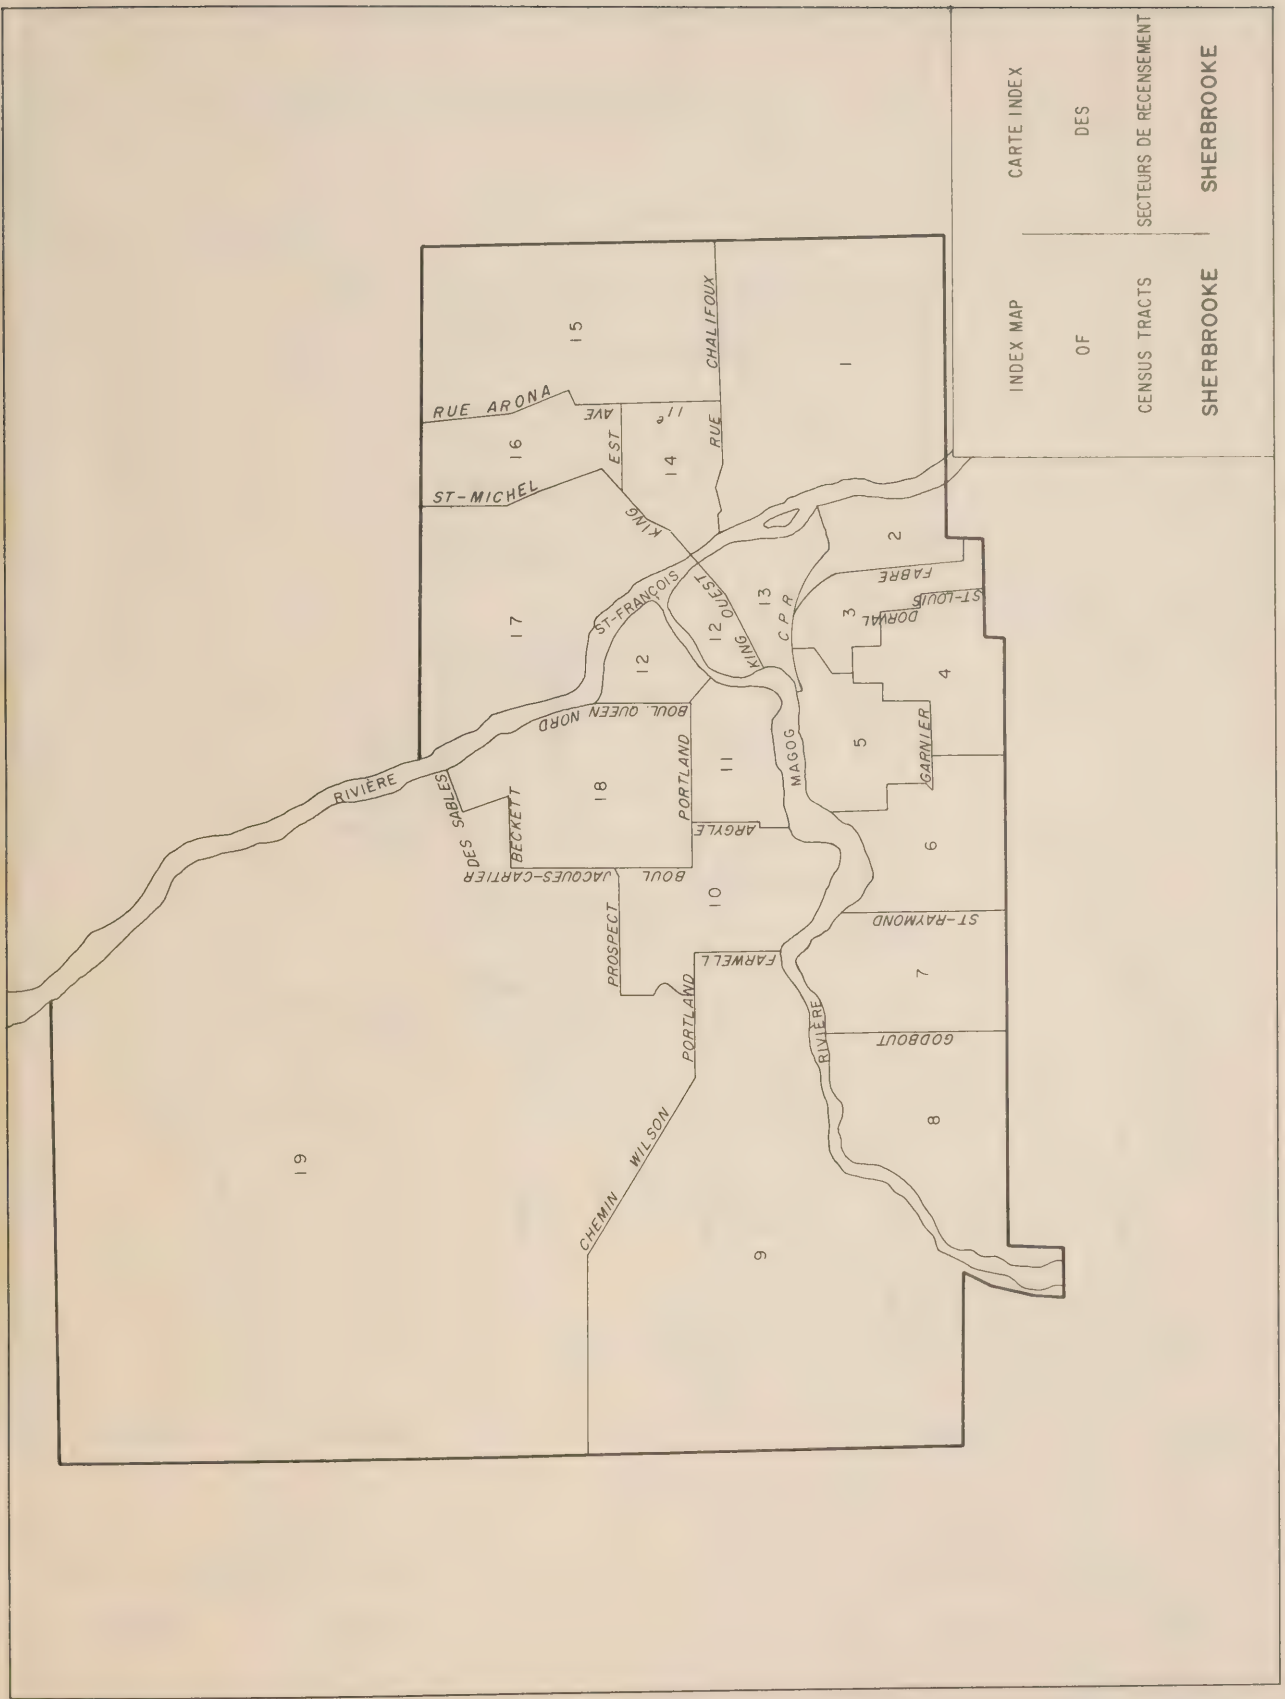 INDEX MAP
OF
CENSUS TRACTS
SHERBROOKE
CARTE INDEX
DES
SECTEURS DE RECENSEMENT
SHERBROOKE
RIVIÈRE
ST-FRANÇOIS
RIVIÈRE
MAGOG
19
CHEMIN WILSON
9
PORTLAND
PROSPECT
FARWELL
10
BOUL JACQUES-CARTIER
BECKETT
DES SABLES
18
PORTLAND
ARGYLE
11
BOUL. QUEEN NORD
12
12
KING OUEST
13
C P R
17
ST-MICHEL
16
RUE ARONA
15
KING EST
11e AVE
14
RUE CHALIFOUX
1
2
FABRE
3
DORVAL
ST-LOUIS
4
5
GARNIER
6
ST-RAYMOND
7
GODBOUT
8